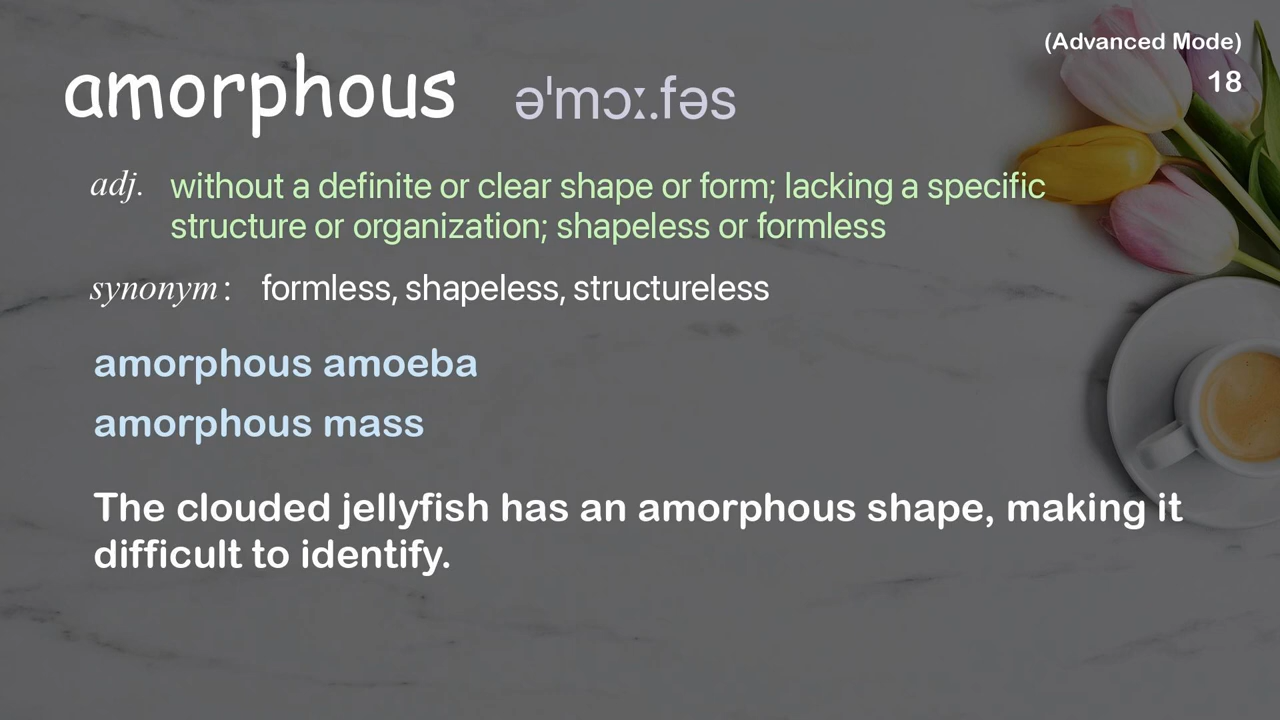 (Advanced Mode)
18
amorphous əˈmɔː.fəs
adj. without a definite or clear shape or form; lacking a specific
structure or organization; shapeless or formless
synonym: formless, shapeless, structureless
amorphous amoeba
amorphous mass
The clouded jellyfish has an amorphous shape, making it
difficult to identify.